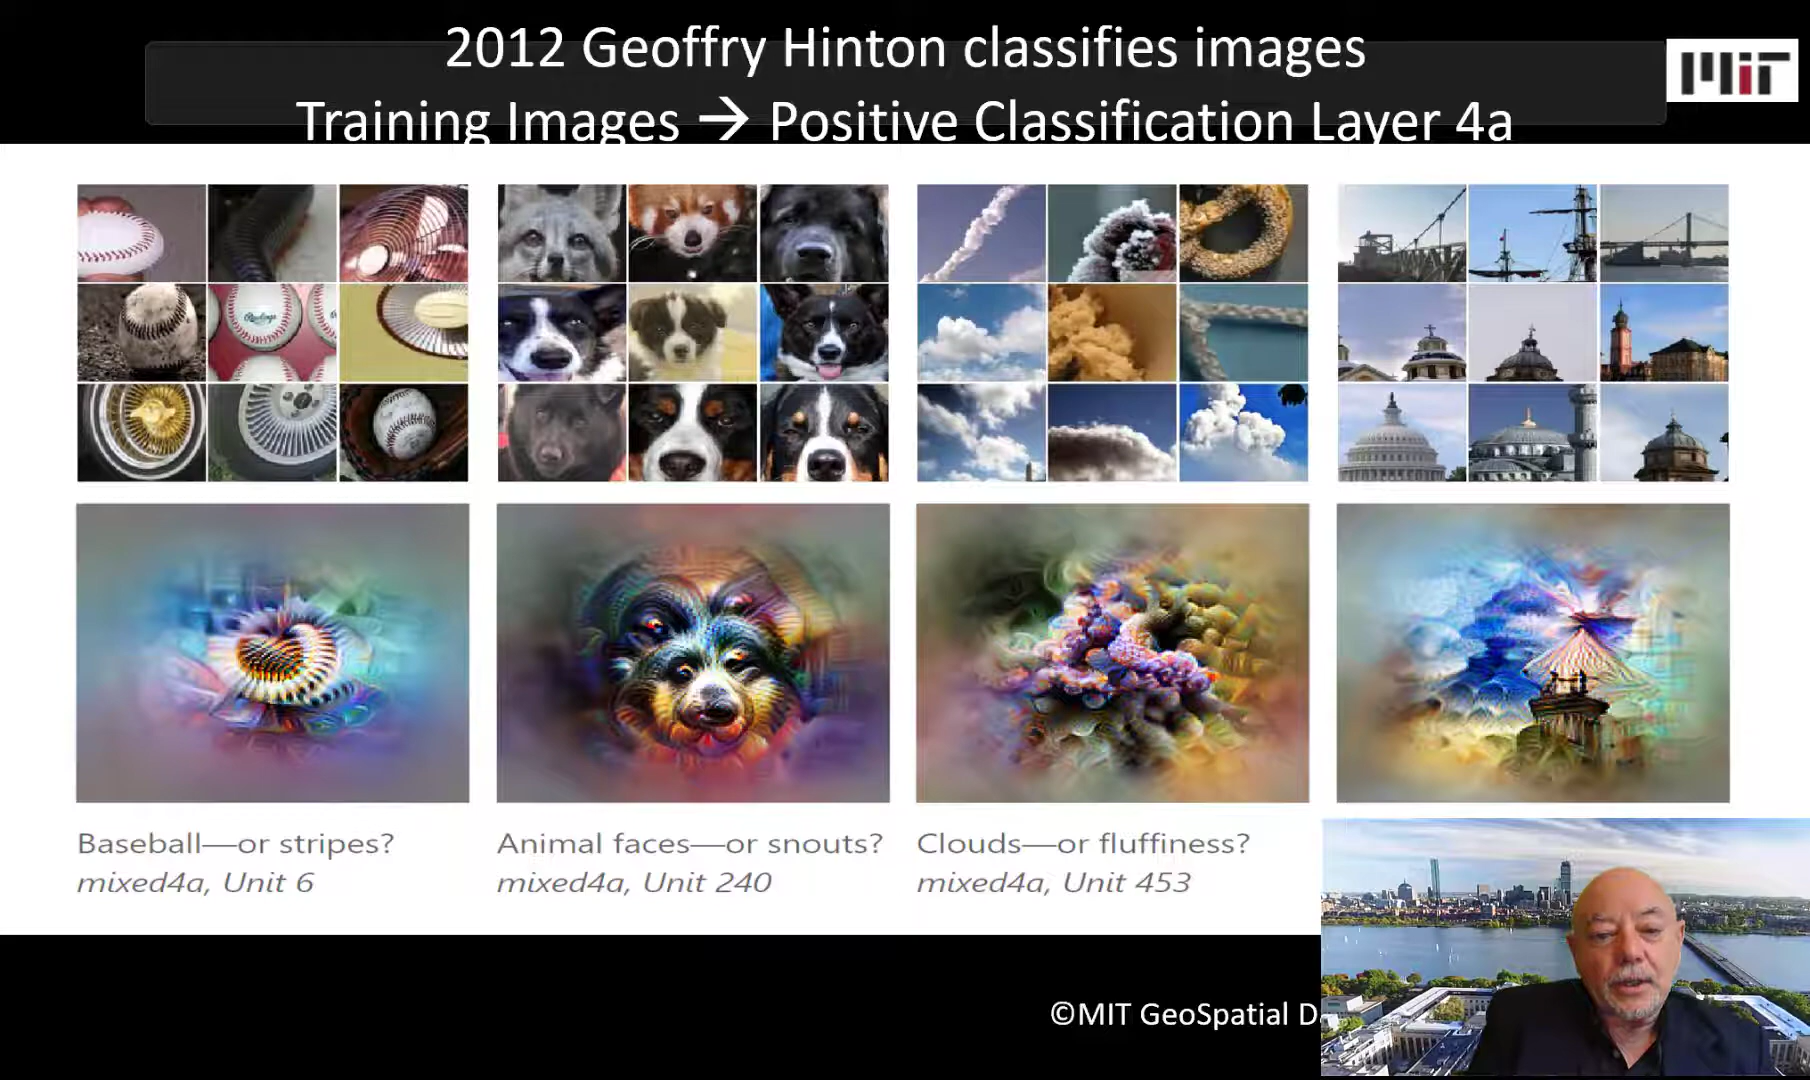 2012 Geoffry Hinton classifies images
Training Images → Positive Classification Layer 4a
MIT
Rawlings
Baseball—or stripes?
mixed4a, Unit 6
Animal faces—or snouts?
mixed4a, Unit 240
Clouds—or fluffiness?
mixed4a, Unit 453
©MIT GeoSpatial D